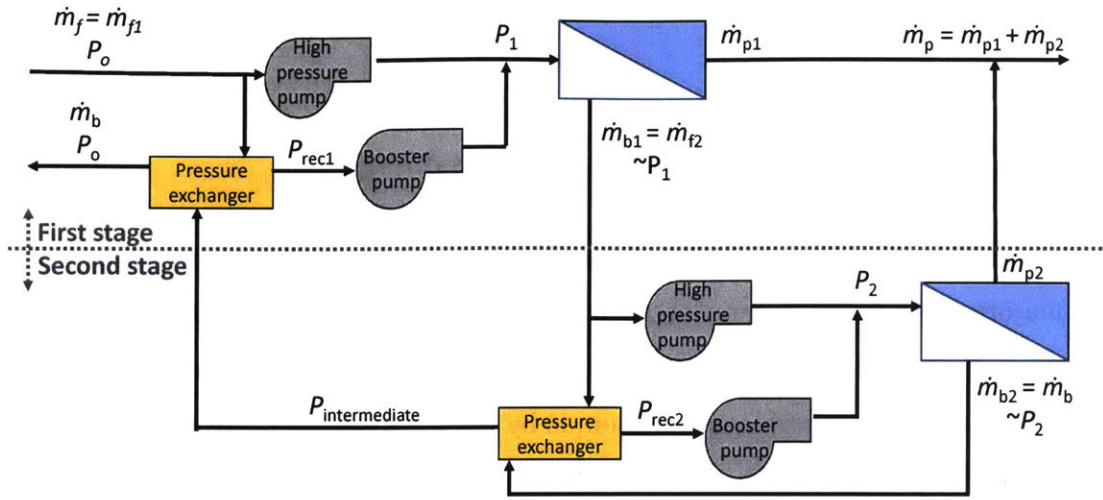 ṁf = ṁf1
Po
High
pressure
pump
P1
ṁp1
ṁp = ṁp1 + ṁp2
ṁb
Po
Pressure
exchanger
Prec1
Booster
pump
ṁb1 = ṁf2
~P1
First stage
Second stage
ṁp2
High
pressure
pump
P2
ṁb2 = ṁb
~P2
Pintermediate
Pressure
exchanger
Prec2
Booster
pump